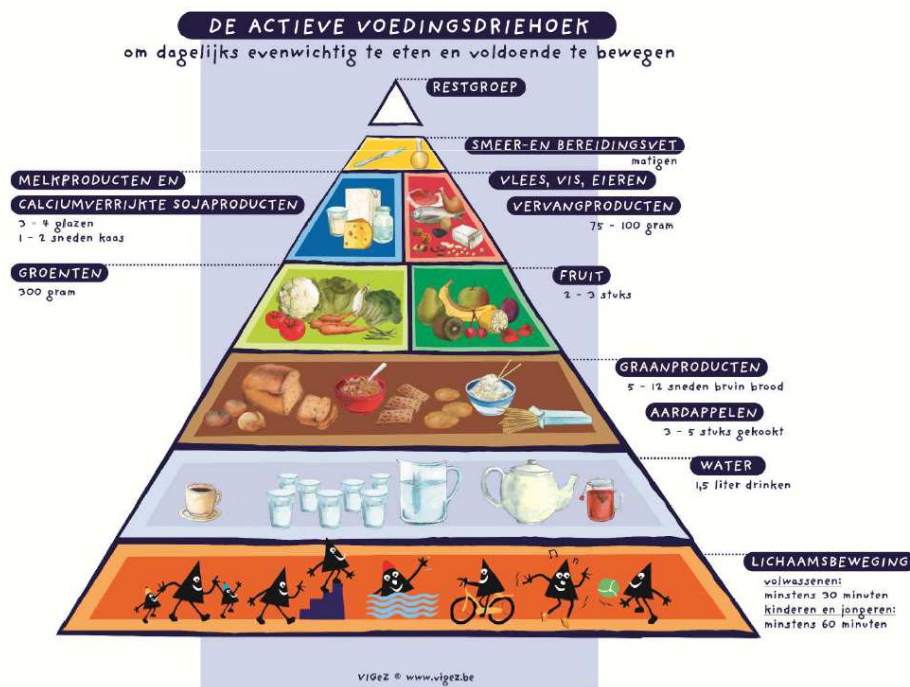 DE ACTIEVE VOEDINGSDRIEHOEK
om dagelijks evenwichtig te eten en voldoende te bewegen
RESTGROEP
SMEER-EN BEREIDINGSVET
matigen
MELKPRODUCTEN EN
CALCIUMVERRIJKTE SOJAPRODUCTEN
3 - 4 glazen
1 - 2 sneden kaas
VLEES, VIS, EIEREN,
VERVANGPRODUCTEN
75 - 100 gram
GROENTEN
300 gram
FRUIT
2 - 3 stuks
GRAANPRODUCTEN
5 - 12 sneden bruin brood
AARDAPPELEN
3 - 5 stuks gekookt
WATER
1,5 liter drinken
LICHAAMSBEWEGING
volwassenen:
minstens 30 minuten
kinderen en jongeren:
minstens 60 minuten
VIGeZ © www.vigez.be